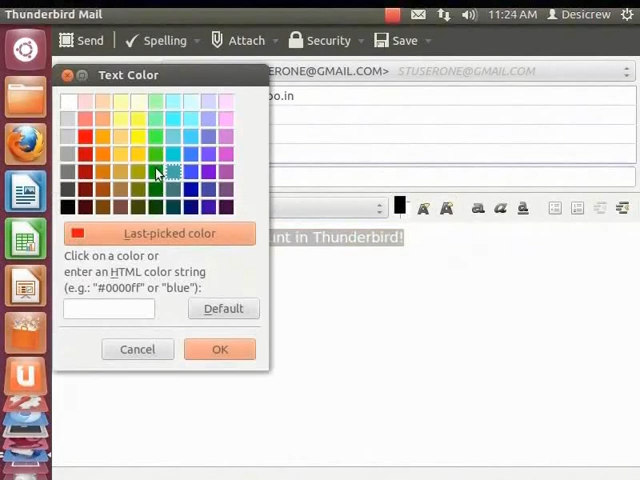 Thunderbird Mail
11:24 AM
Desicrew
Send
Spelling
Attach
Security
Save
Text Color
ERONE@GMAIL.COM>
STUSERONE@GMAIL.COM
oo.in
in Thunderbird!
Last-picked color
Click on a color or
enter an HTML color string
(e.g.: "#0000ff" or "blue"):
Default
Cancel
OK